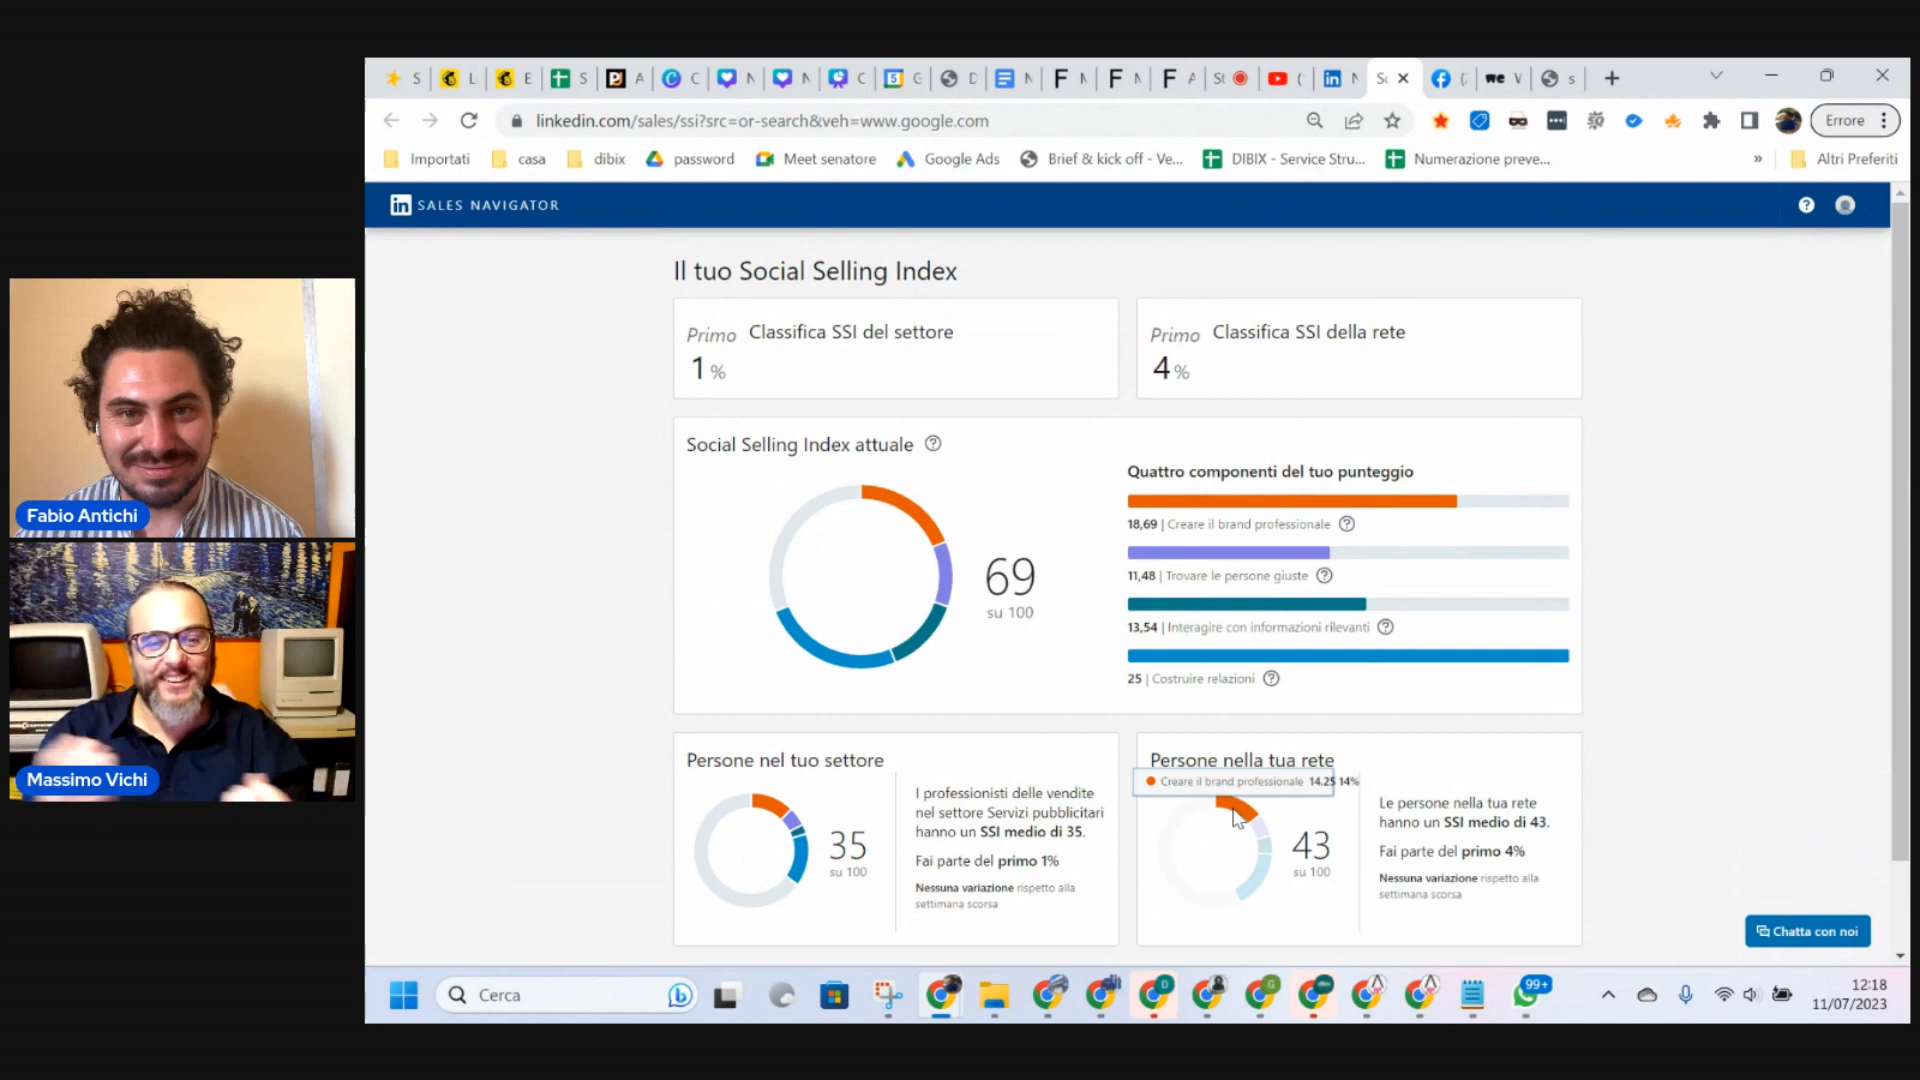 S
L
E
S
A
C
N
N
C
5
G
D
N
F
M
F
M
F
A
St
(
in
N
Sc
(
we
V
s
linkedin.com/sales/ssi?src=or-search&veh=www.google.com
Errore
Importati
casa
dibix
password
Meet senatore
Google Ads
Brief & kick off - Ve...
DIBIX - Service Stru...
Numerazione preve...
»
Altri Preferiti
in SALES NAVIGATOR
?
Il tuo Social Selling Index
Primo Classifica SSI del settore
1 %
Primo Classifica SSI della rete
4 %
Social Selling Index attuale ?
69
su 100
Quattro componenti del tuo punteggio
18,69 | Creare il brand professionale ?
11,48 | Trovare le persone giuste ?
13,54 | Interagire con informazioni rilevanti ?
25 | Costruire relazioni ?
Persone nel tuo settore
35
su 100
I professionisti delle vendite
nel settore Servizi pubblicitari
hanno un SSI medio di 35.
Fai parte del primo 1%
Nessuna variazione rispetto alla
settimana scorsa
Persone nella tua rete
Creare il brand professionale 14.25 14%
43
su 100
Le persone nella tua rete
hanno un SSI medio di 43.
Fai parte del primo 4%
Nessuna variazione rispetto alla
settimana scorsa
Chatta con noi
Fabio Antichi
Massimo Vichi
Cerca
D
G
99+
12:18
11/07/2023